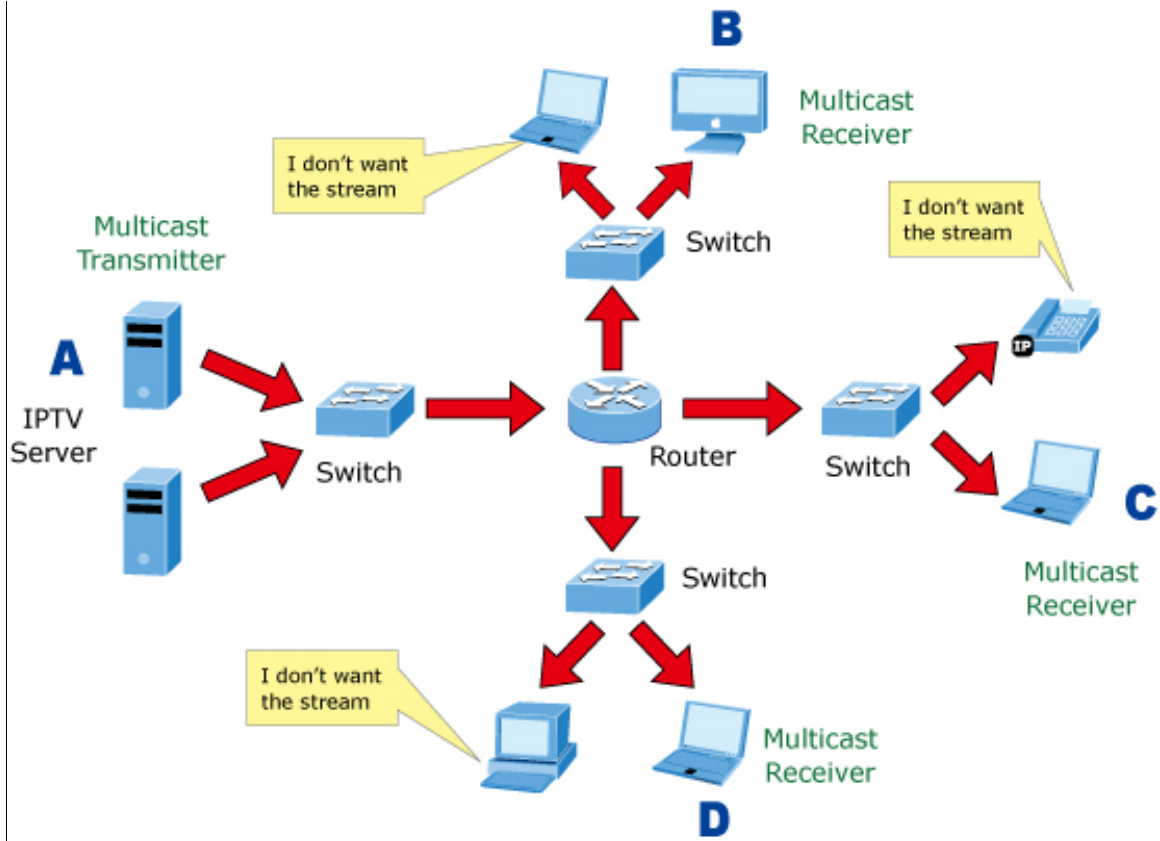 B
Multicast
Receiver
I don't want
the stream
Switch
I don't want
the stream
Multicast
Transmitter
A
IPTV
Server
Switch
Router
IP
Switch
C
Multicast
Receiver
Switch
I don't want
the stream
Multicast
Receiver
D